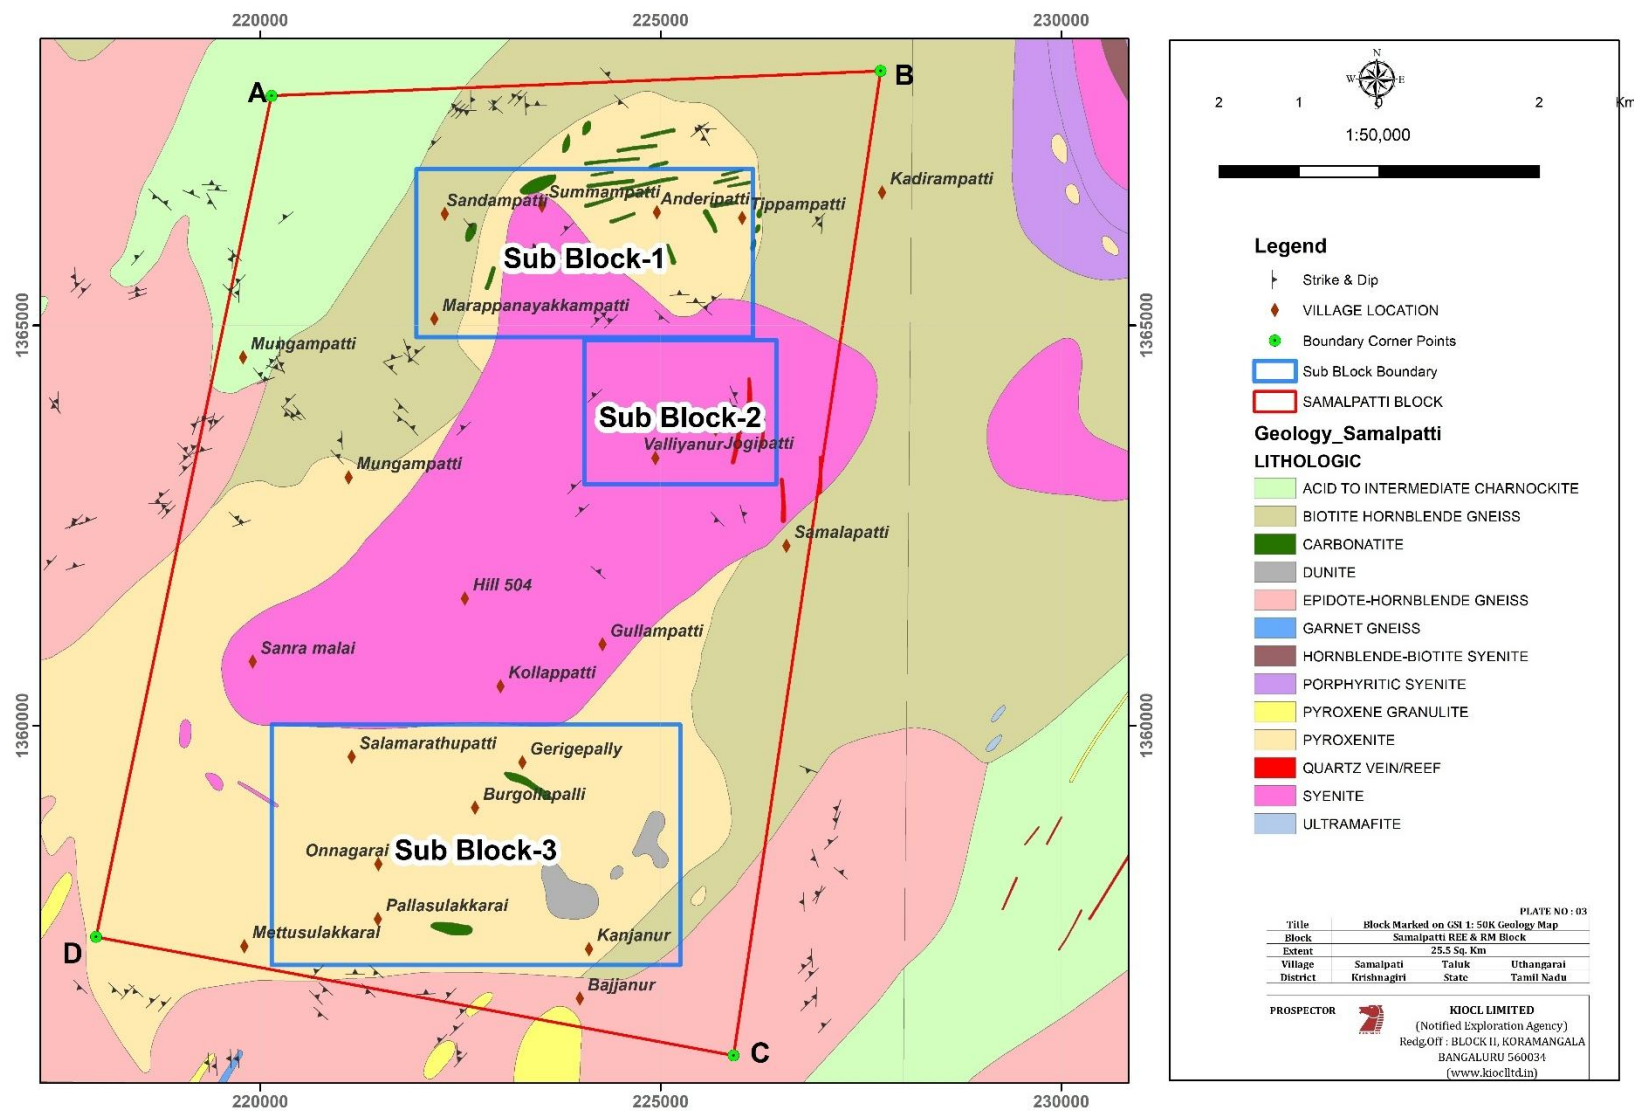 220000
225000
230000
A
B
Kadirampatti
Sandampatti
Summampatti
Anderipatti
Tippampatti
Sub Block-1
Marappanayakkampatti
1365000
1365000
Mungampatti
Sub Block-2
Valliyanur
Jogipatti
Mungampatti
Samalapatti
Hill 504
Gullampatti
Sanra malai
Kollappatti
1360000
1360000
Salamarathupatti
Gerigepally
Burgollapalli
Onnagarai
Sub Block-3
Pallasulakkarai
Mettusulakkarai
Kanjanur
D
Bajjanur
C
220000
225000
230000
N
W
E
S
2 1 0 2 Km
1:50,000
Legend
Strike & Dip
VILLAGE LOCATION
Boundary Corner Points
Sub BLock Boundary
SAMALPATTI BLOCK
Geology_Samalpatti
LITHOLOGIC
ACID TO INTERMEDIATE CHARNOCKITE
BIOTITE HORNBLENDE GNEISS
CARBONATITE
DUNITE
EPIDOTE-HORNBLENDE GNEISS
GARNET GNEISS
HORNBLENDE-BIOTITE SYENITE
PORPHYRITIC SYENITE
PYROXENE GRANULITE
PYROXENITE
QUARTZ VEIN/REEF
SYENITE
ULTRAMAFITE
PLATE NO : 03
Title Block Marked on GSI 1: 50K Geology Map
Block Samalpatti REE & RM Block
Extent 25.5 Sq. Km
Village Samalpati Taluk Uthangarai
District Krishnagiri State Tamil Nadu
PROSPECTOR
KIOCL LIMITED
(Notified Exploration Agency)
Redg.Off : BLOCK II, KORAMANGALA
BANGALURU 560034
(www.kioclltd.in)